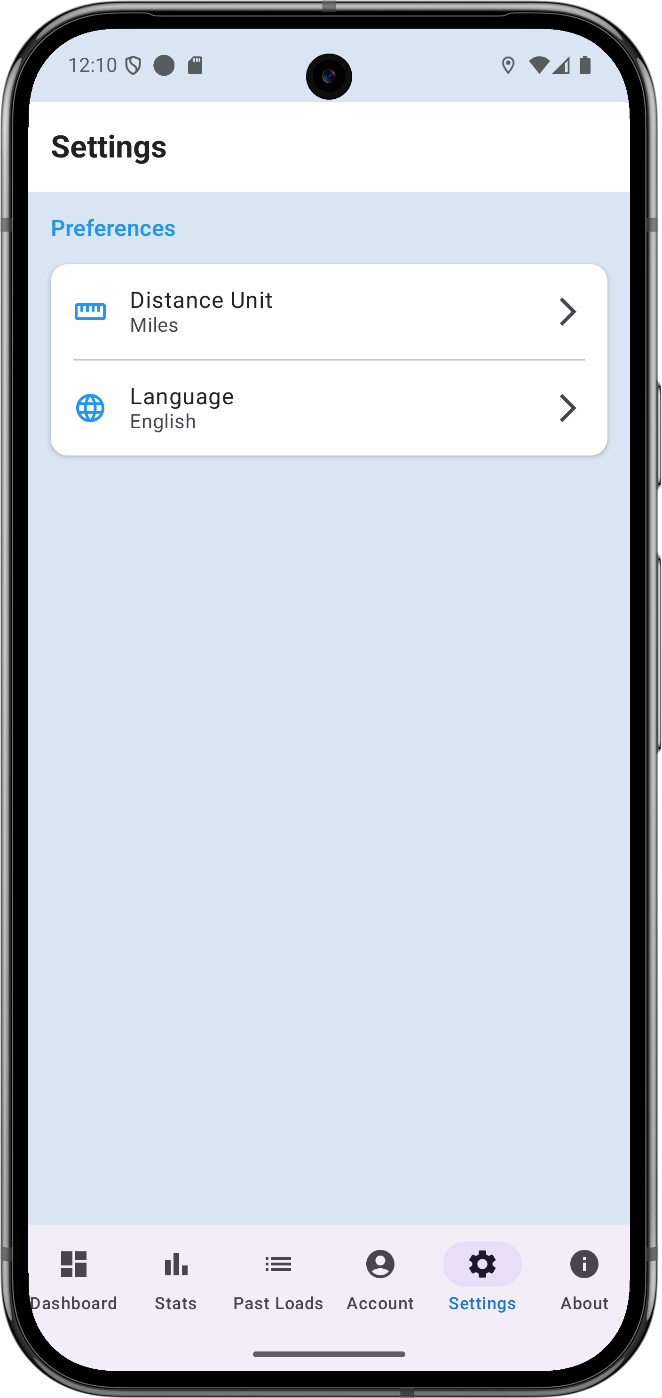 12:10
Settings
Preferences
Distance Unit
Miles
Language
English
Dashboard Stats Past Loads Account Settings About